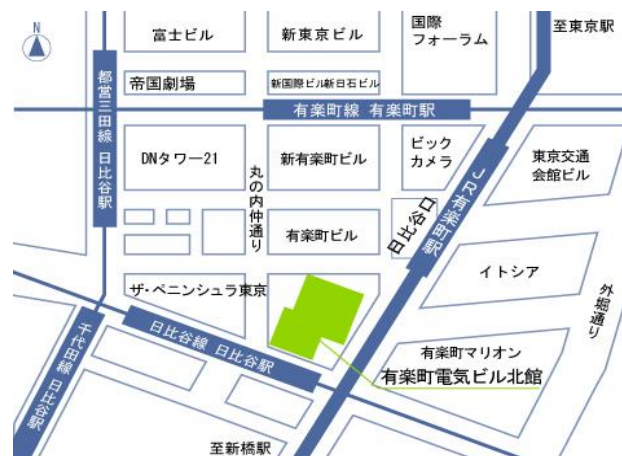 N
富士ビル
新東京ビル
国際
フォーラム
至東京駅
帝国劇場
新国際ビル新日石ビル
都営三田線 日比谷駅
有楽町線 有楽町駅
DNタワー21
新有楽町ビル
ビック
カメラ
東京交通
会館ビル
丸の内仲通り
JR有楽町駅
日比谷口
有楽町ビル
イトシア
外堀通り
ザ・ペニンシュラ東京
日比谷線 日比谷駅
千代田線 日比谷駅
有楽町マリオン
有楽町電気ビル北館
至新橋駅